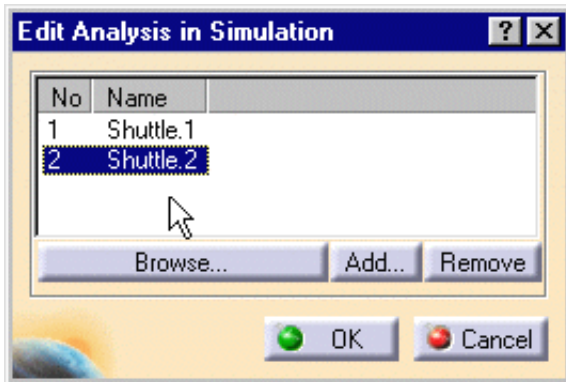 Edit Analysis in Simulation ? X
No Name
1 Shuttle.1
2 Shuttle.2
Browse... Add... Remove
OK Cancel